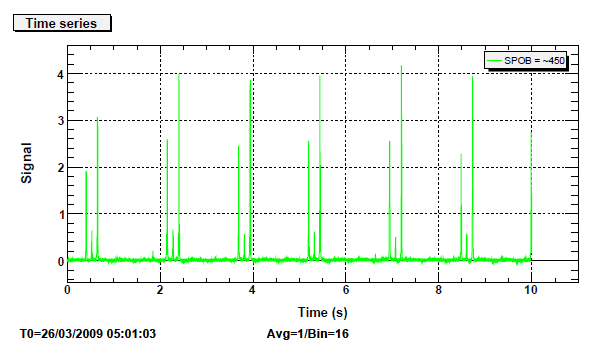 Time series
SPOB = ~450
4
3
2
1
0
Signal
0 2 4 6 8 10
Time (s)
T0=26/03/2009 05:01:03 Avg=1/Bin=16